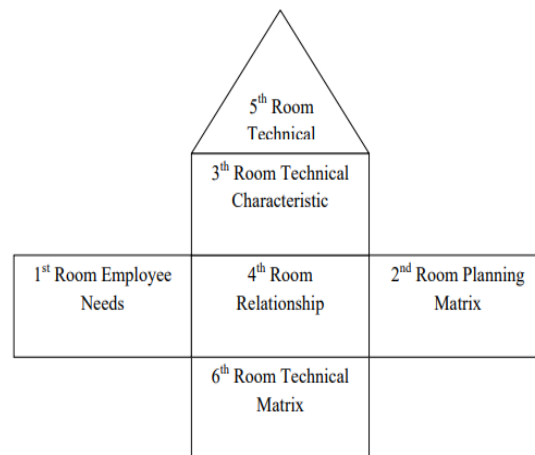 5th Room
Technical
3th Room Technical
Characteristic
1st Room Employee
Needs
4th Room
Relationship
2nd Room Planning
Matrix
6th Room Technical
Matrix